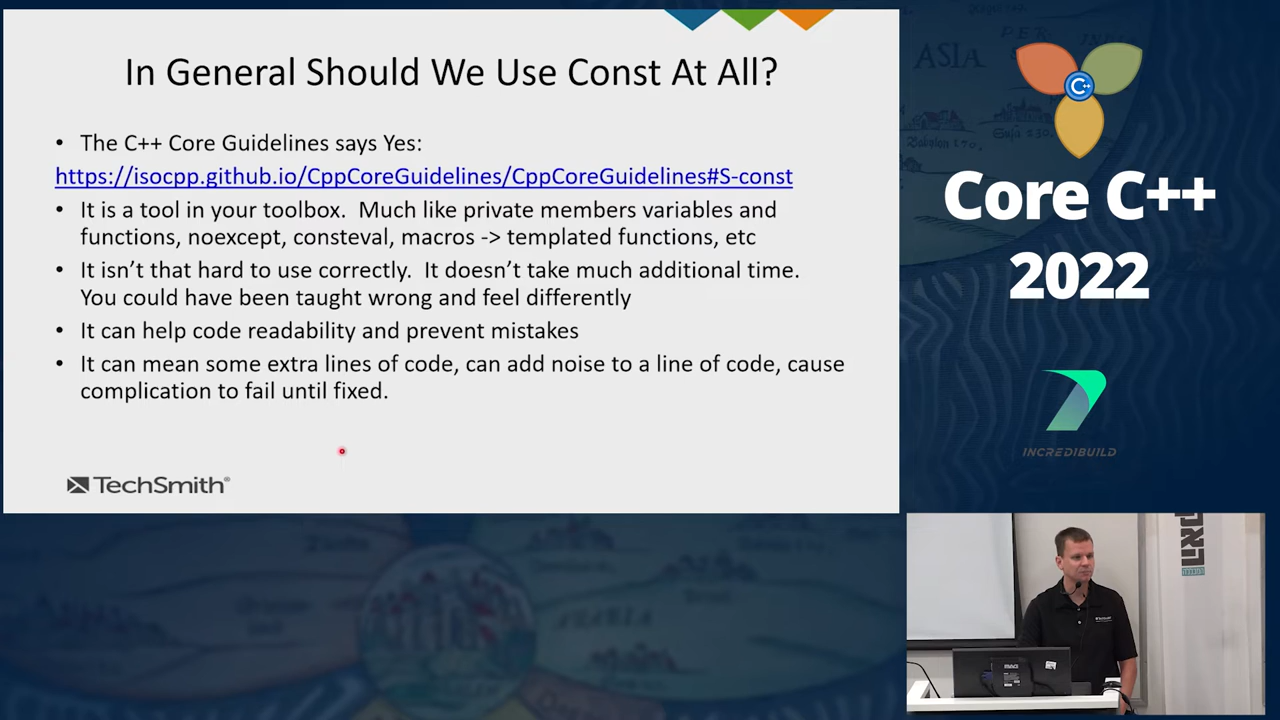 In General Should We Use Const At All?
• The C++ Core Guidelines says Yes:
https://isocpp.github.io/CppCoreGuidelines/CppCoreGuidelines#S-const
• It is a tool in your toolbox. Much like private members variables and
functions, noexcept, consteval, macros -> templated functions, etc
• It isn’t that hard to use correctly. It doesn’t take much additional time.
You could have been taught wrong and feel differently
• It can help code readability and prevent mistakes
• It can mean some extra lines of code, can add noise to a line of code, cause
complication to fail until fixed.
TechSmith®
ASIA
C++
Core C++
2022
INCREDIBUILD